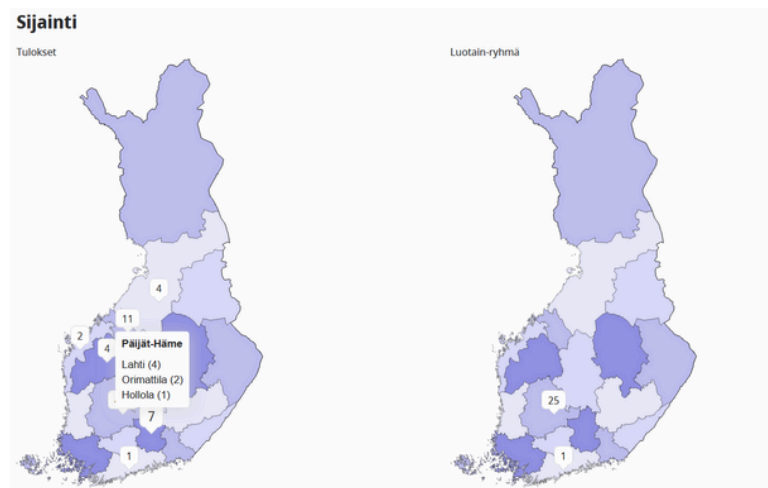 Sijainti
Tulokset
Luotain-ryhmä
4
11
2
4
Päijät-Häme
Lahti (4)
Orimattila (2)
Hollola (1)
7
1
25
1